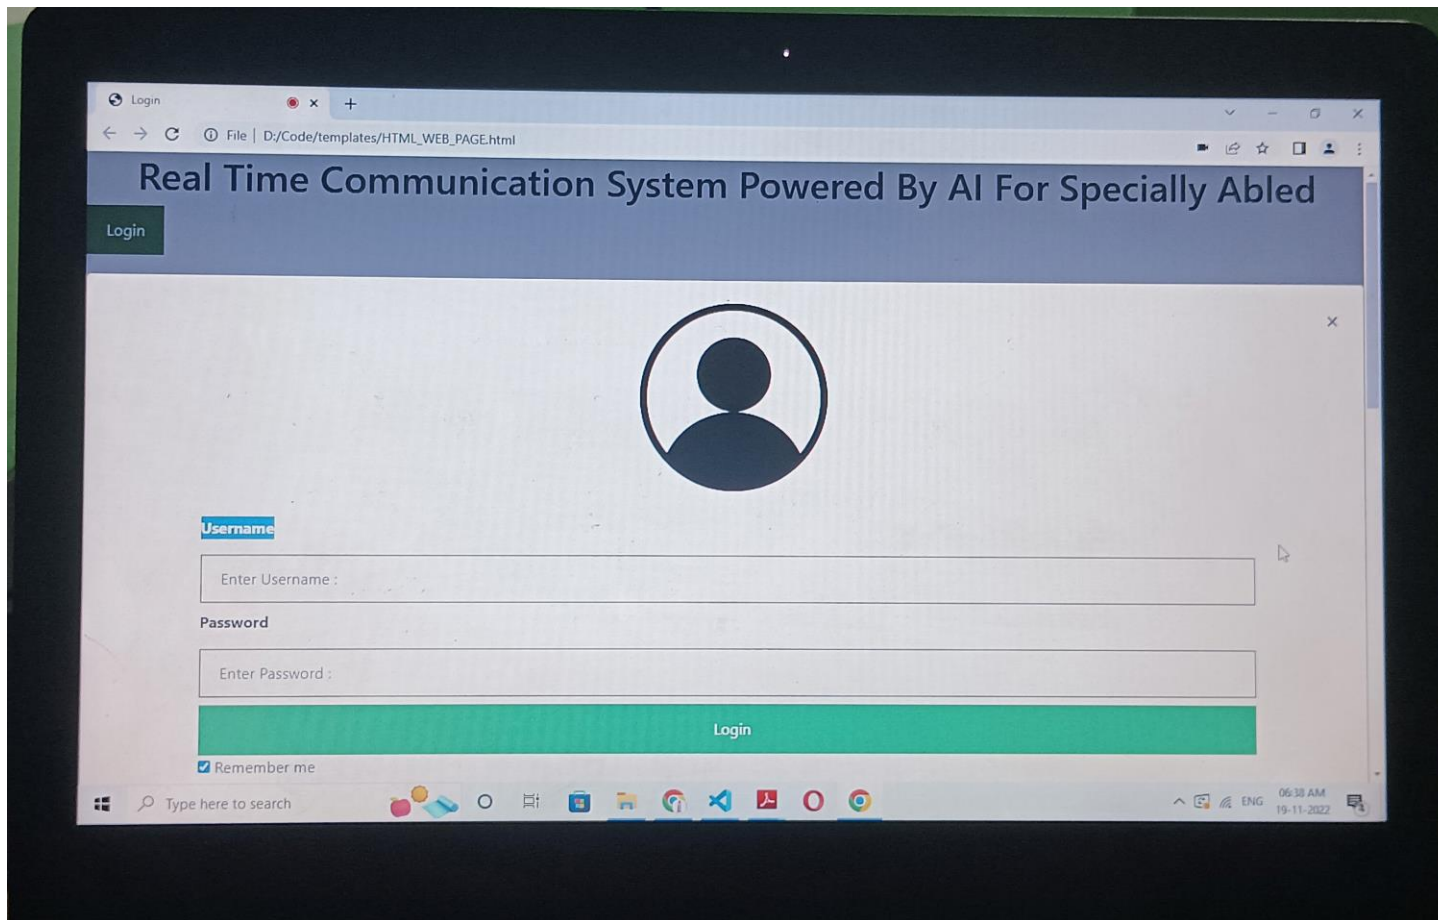 Login
File | D:/Code/templates/HTML_WEB_PAGE.html
Real Time Communication System Powered By AI For Specially Abled
Login
Username
Enter Username :
Password
Enter Password :
Login
Remember me
Type here to search
ENG
06:38 AM
19-11-2022